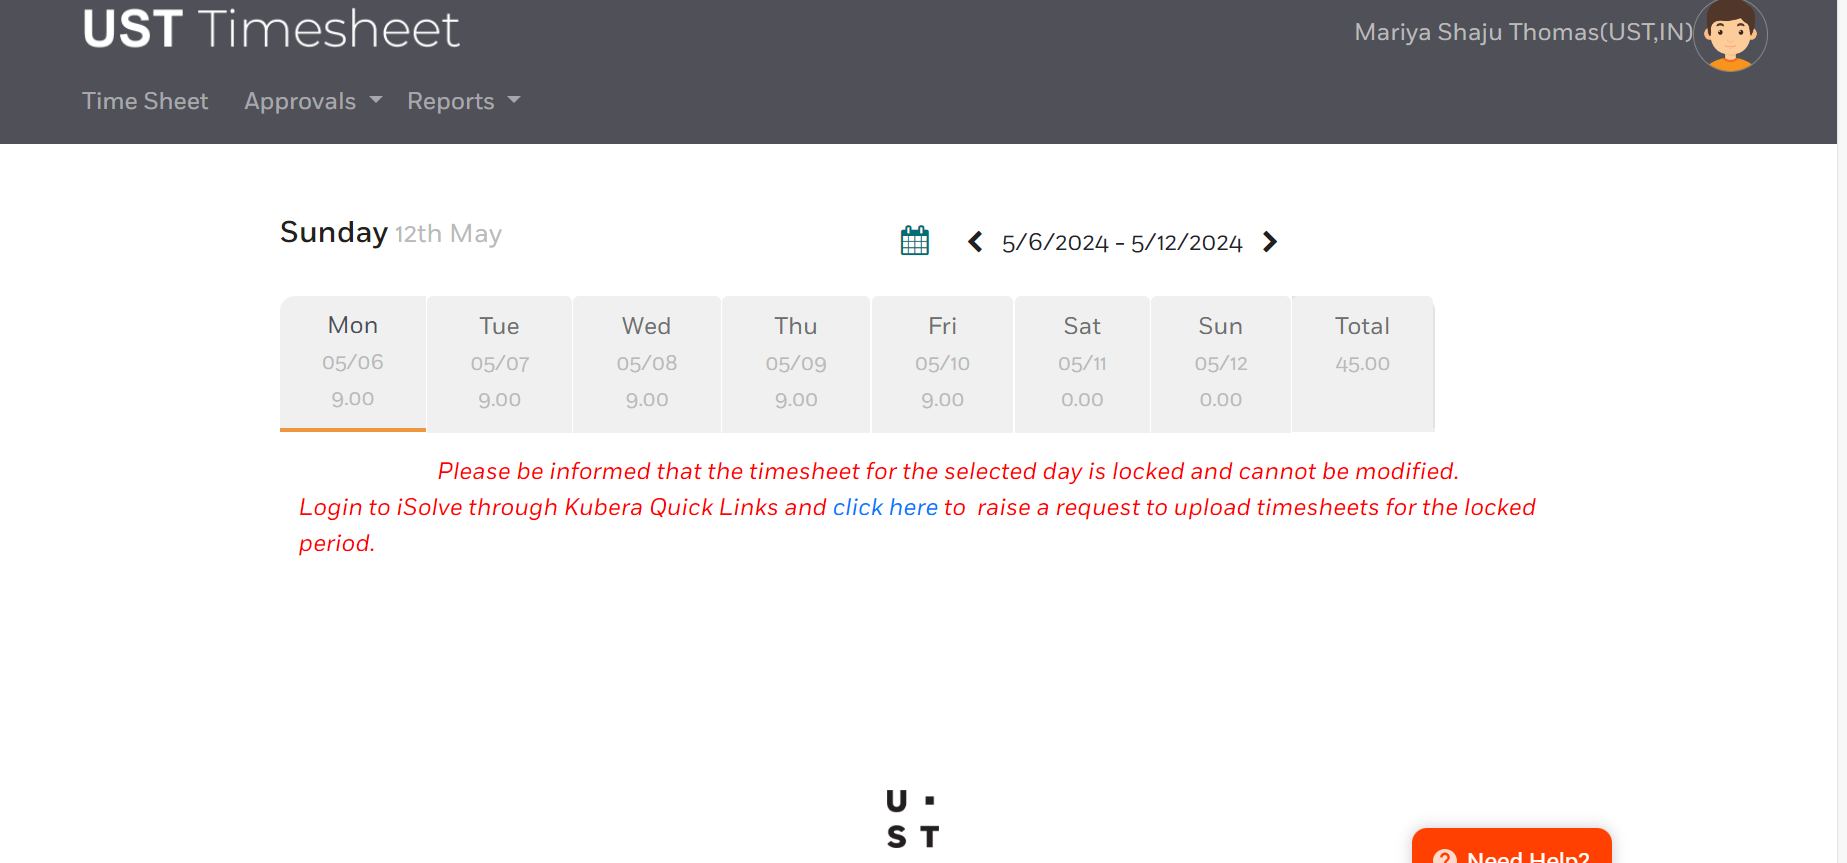 UST Timesheet
Mariya Shaju Thomas(UST,IN)
Time Sheet Approvals Reports
Sunday 12th May
5/6/2024 - 5/12/2024
Mon Tue Wed Thu Fri Sat Sun Total
05/06 05/07 05/08 05/09 05/10 05/11 05/12 45.00
9.00 9.00 9.00 9.00 9.00 0.00 0.00
Please be informed that the timesheet for the selected day is locked and cannot be modified.
Login to iSolve through Kubera Quick Links and click here to raise a request to upload timesheets for the locked
period.
U .
S T
? Need Help?